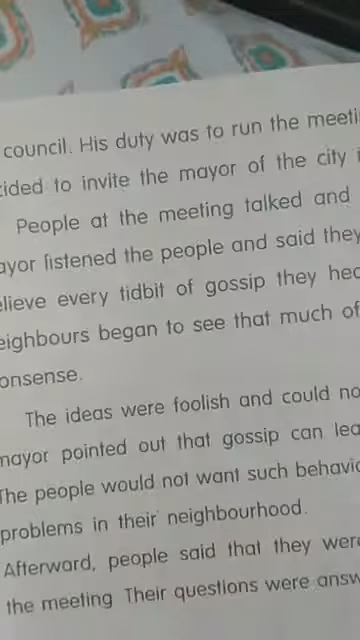 council. His duty was to run the meeti
cided to invite the mayor of the city i
People at the meeting talked and
ayor listened the people and said they
elieve every tidbit of gossip they hea
eighbours began to see that much of
onsense.
The ideas were foolish and could no
mayor pointed out that gossip can lea
The people would not want such behavio
problems in their neighbourhood.
Afterward, people said that they were
the meeting Their questions were answ